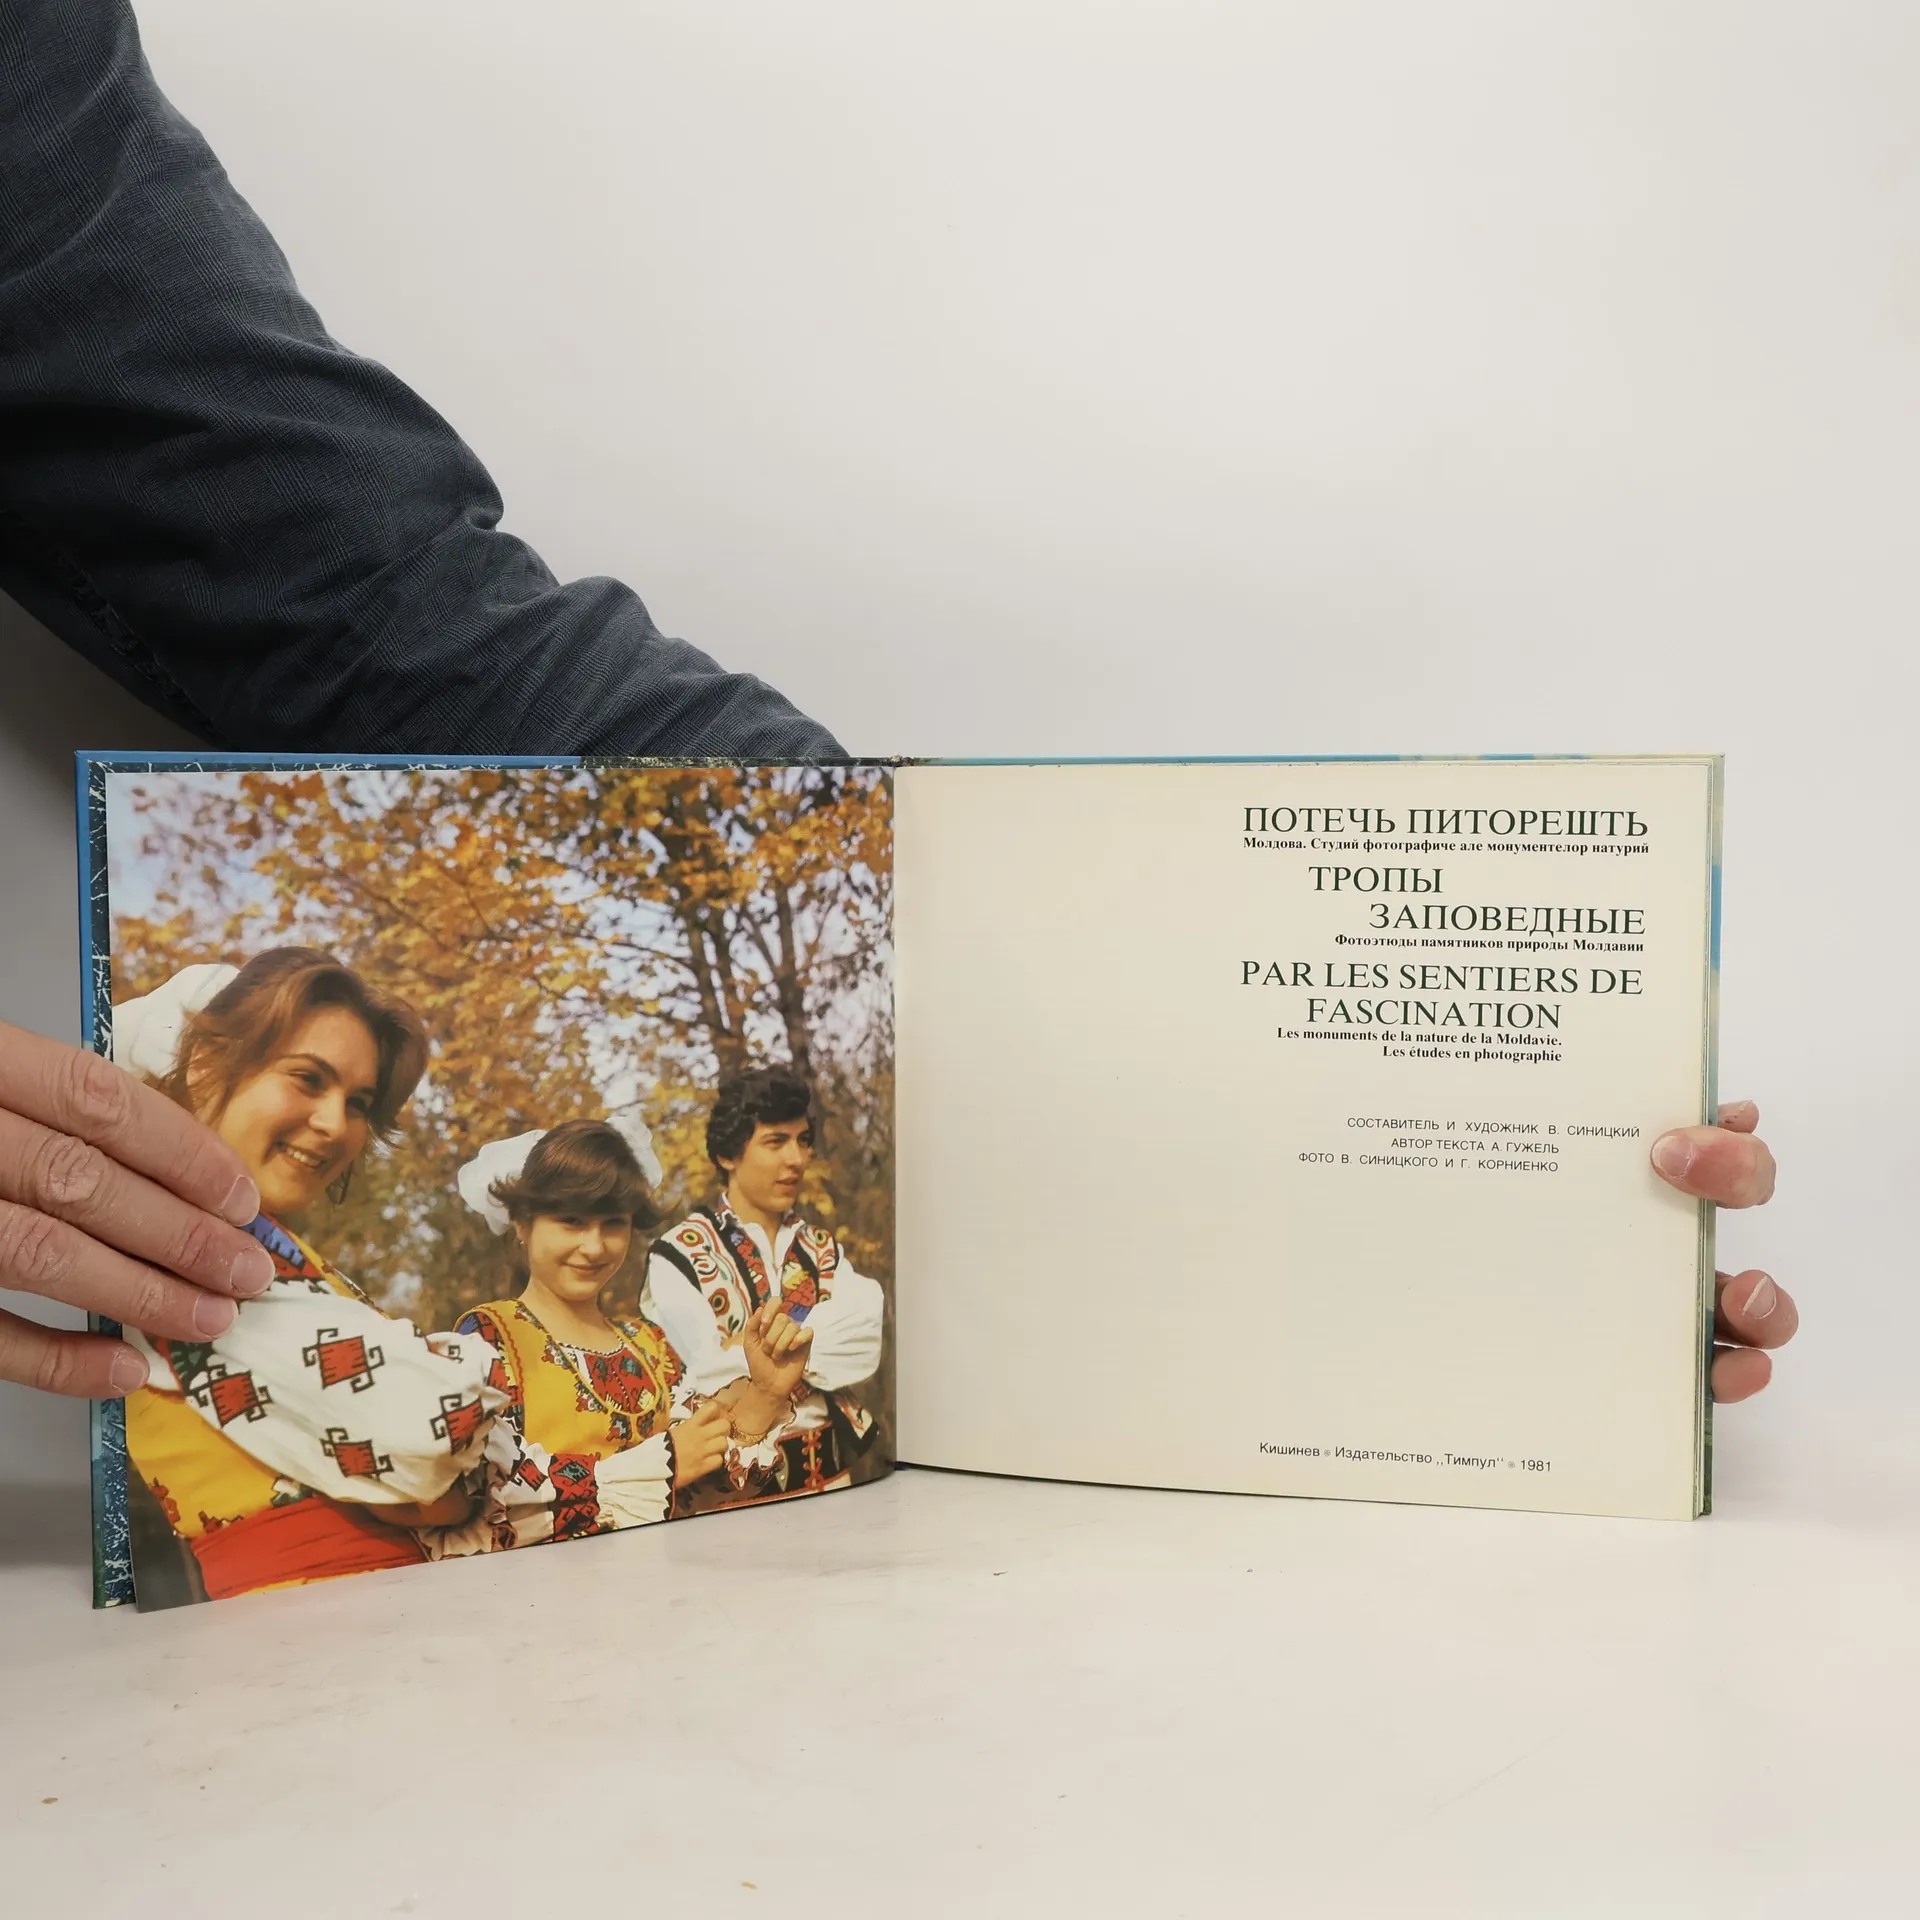 ПОТЕЧЬ ПИТОРЕШТЬ
Молдова. Студий фотографиче але монументелор натурий
ТРОПЫ
ЗАПОВЕДНЫЕ
Фотоэтюды памятников природы Молдавии
PAR LES SENTIERS DE
FASCINATION
Les monuments de la nature de la Moldavie.
Les études en photographie
СОСТАВИТЕЛЬ И ХУДОЖНИК В. СИНИЦКИЙ
АВТОР ТЕКСТА А. ГУЖЕЛЬ
ФОТО В. СИНИЦКОГО И Г. КОРНИЕНКО
Кишинев * Издательство ,,Тимпул‘‘ * 1981